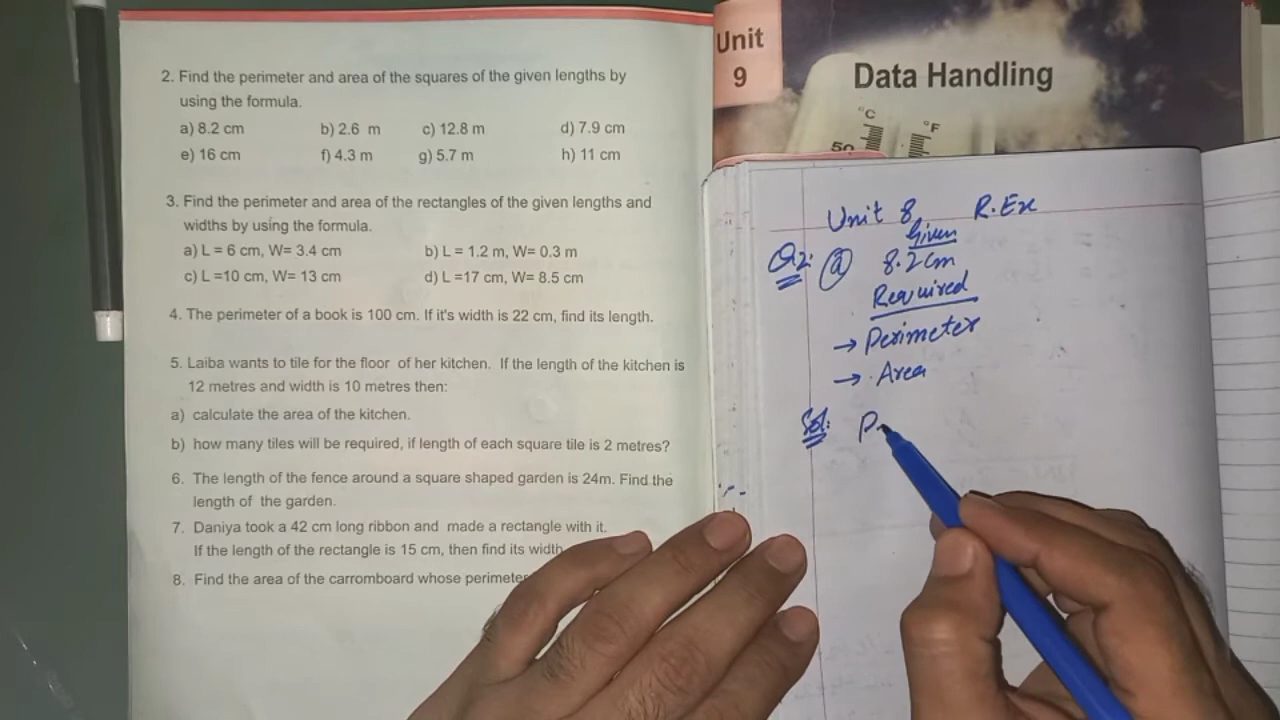 2. Find the perimeter and area of the squares of the given lengths by
using the formula.
a) 8.2 cm b) 2.6 m c) 12.8 m d) 7.9 cm
e) 16 cm f) 4.3 m g) 5.7 m h) 11 cm
3. Find the perimeter and area of the rectangles of the given lengths and
widths by using the formula.
a) L = 6 cm, W= 3.4 cm b) L = 1.2 m, W= 0.3 m
c) L =10 cm, W= 13 cm d) L =17 cm, W= 8.5 cm
4. The perimeter of a book is 100 cm. If it's width is 22 cm, find its length.
5. Laiba wants to tile for the floor of her kitchen. If the length of the kitchen is
12 metres and width is 10 metres then:
a) calculate the area of the kitchen.
b) how many tiles will be required, if length of each square tile is 2 metres?
6. The length of the fence around a square shaped garden is 24m. Find the
length of the garden.
7. Daniya took a 42 cm long ribbon and made a rectangle with it.
If the length of the rectangle is 15 cm, then find its width
8. Find the area of the carromboard whose perimeter
Unit
9
Data Handling
°C
°F
50
Unit 8 R.Ex
Given
Q2: (a) 8.2cm
Required
→ Perimeter
→ Area
Sol: P